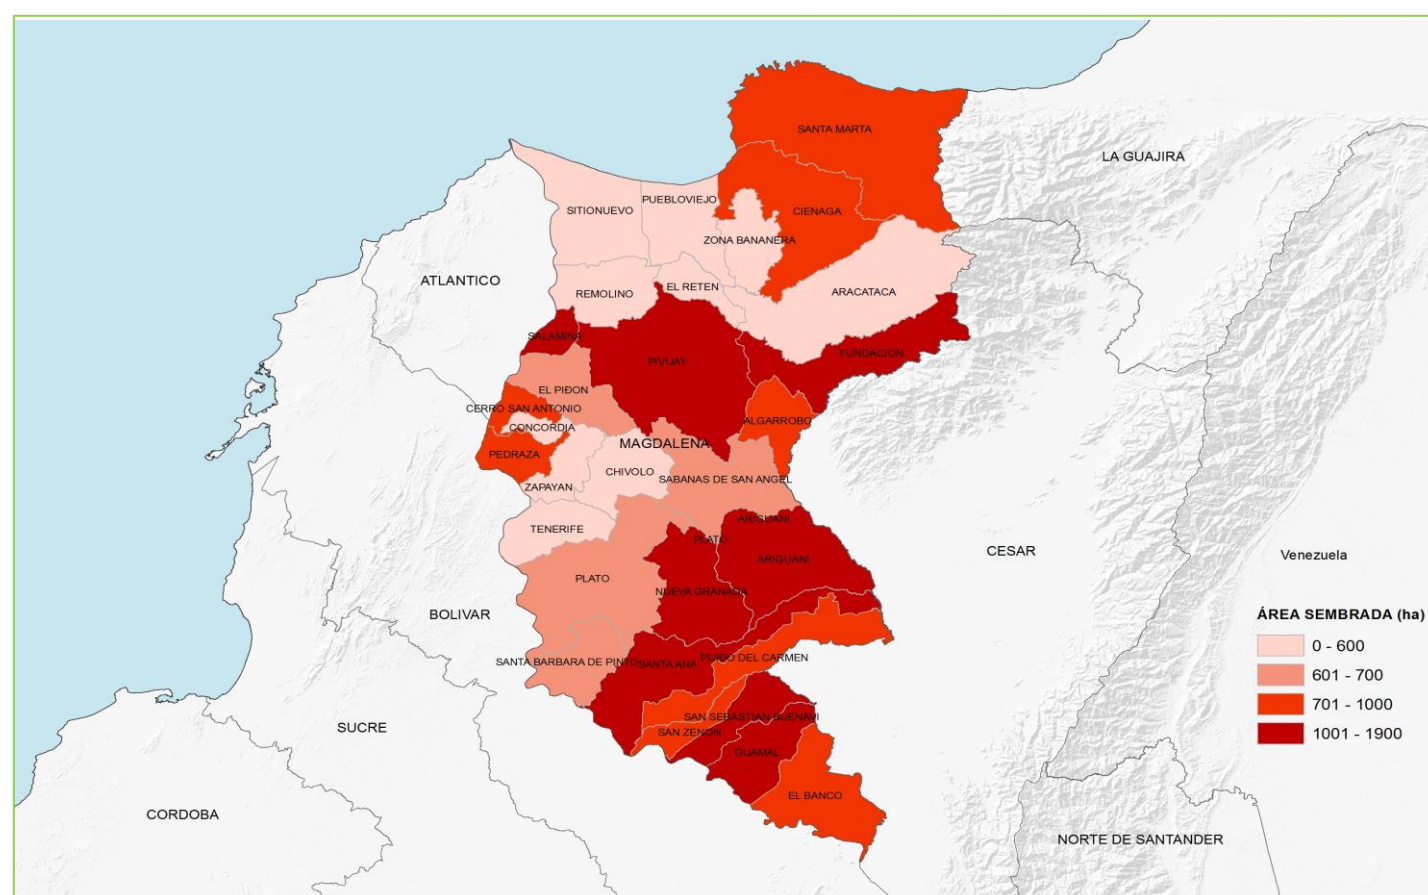 SANTA MARTA
LA GUAJIRA
PUEBLOVIEJO
SITIONUEVO
CIENAGA
ZONA BANANERA
ATLANTICO
EL RETEN
REMOLINO
ARACATACA
SALAMINA
FUNDACION
PIVIJAY
EL PIÐON
CERRO SAN ANTONIO
ALGARROBO
CONCORDIA
MAGDALENA
PEDRAZA
CHIVOLO
SABANAS DE SAN ANGEL
ZAPAYAN
ARIGUANI
TENERIFE
PLATO
CESAR
Venezuela
ARIGUANI
PLATO
NUEVA GRANADA
BOLIVAR
ÁREA SEMBRADA (ha)
0 - 600
601 - 700
701 - 1000
1001 - 1900
PIJIÐO DEL CARMEN
SANTA BARBARA DE PINTO
SANTA ANA
SAN SEBASTIAN BUENAVI
SUCRE
SAN ZENON
GUAMAL
EL BANCO
CORDOBA
NORTE DE SANTANDER